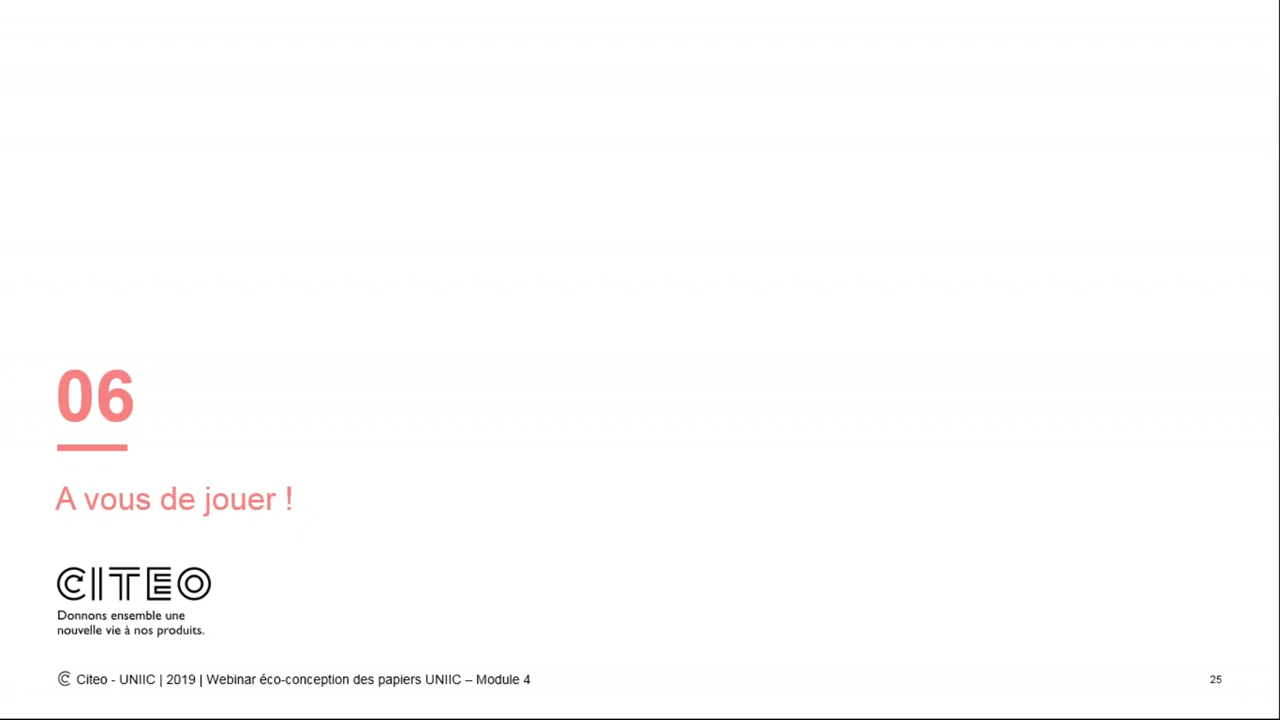 06
A vous de jouer !
CITEO
Donnons ensemble une
nouvelle vie à nos produits.
Citeo - UNIIC | 2019 | Webinar éco-conception des papiers UNIIC – Module 4
25